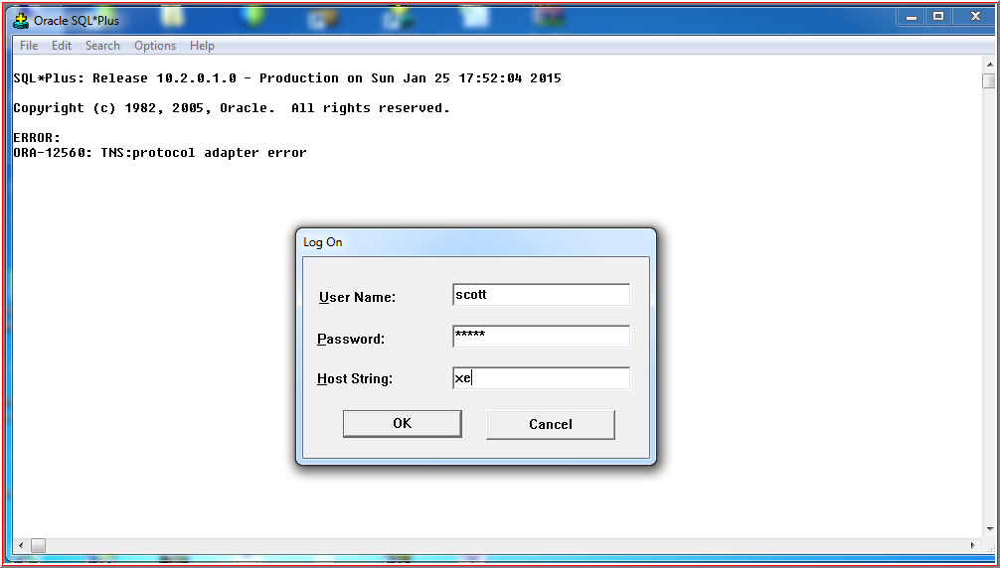 Oracle SQL*Plus
File Edit Search Options Help
SQL*Plus: Release 10.2.0.1.0 - Production on Sun Jan 25 17:52:04 2015
Copyright (c) 1982, 2005, Oracle.  All rights reserved.
ERROR:
ORA-12560: TNS:protocol adapter error
Log On
User Name: scott
Password: *****
Host String: xe
OK Cancel